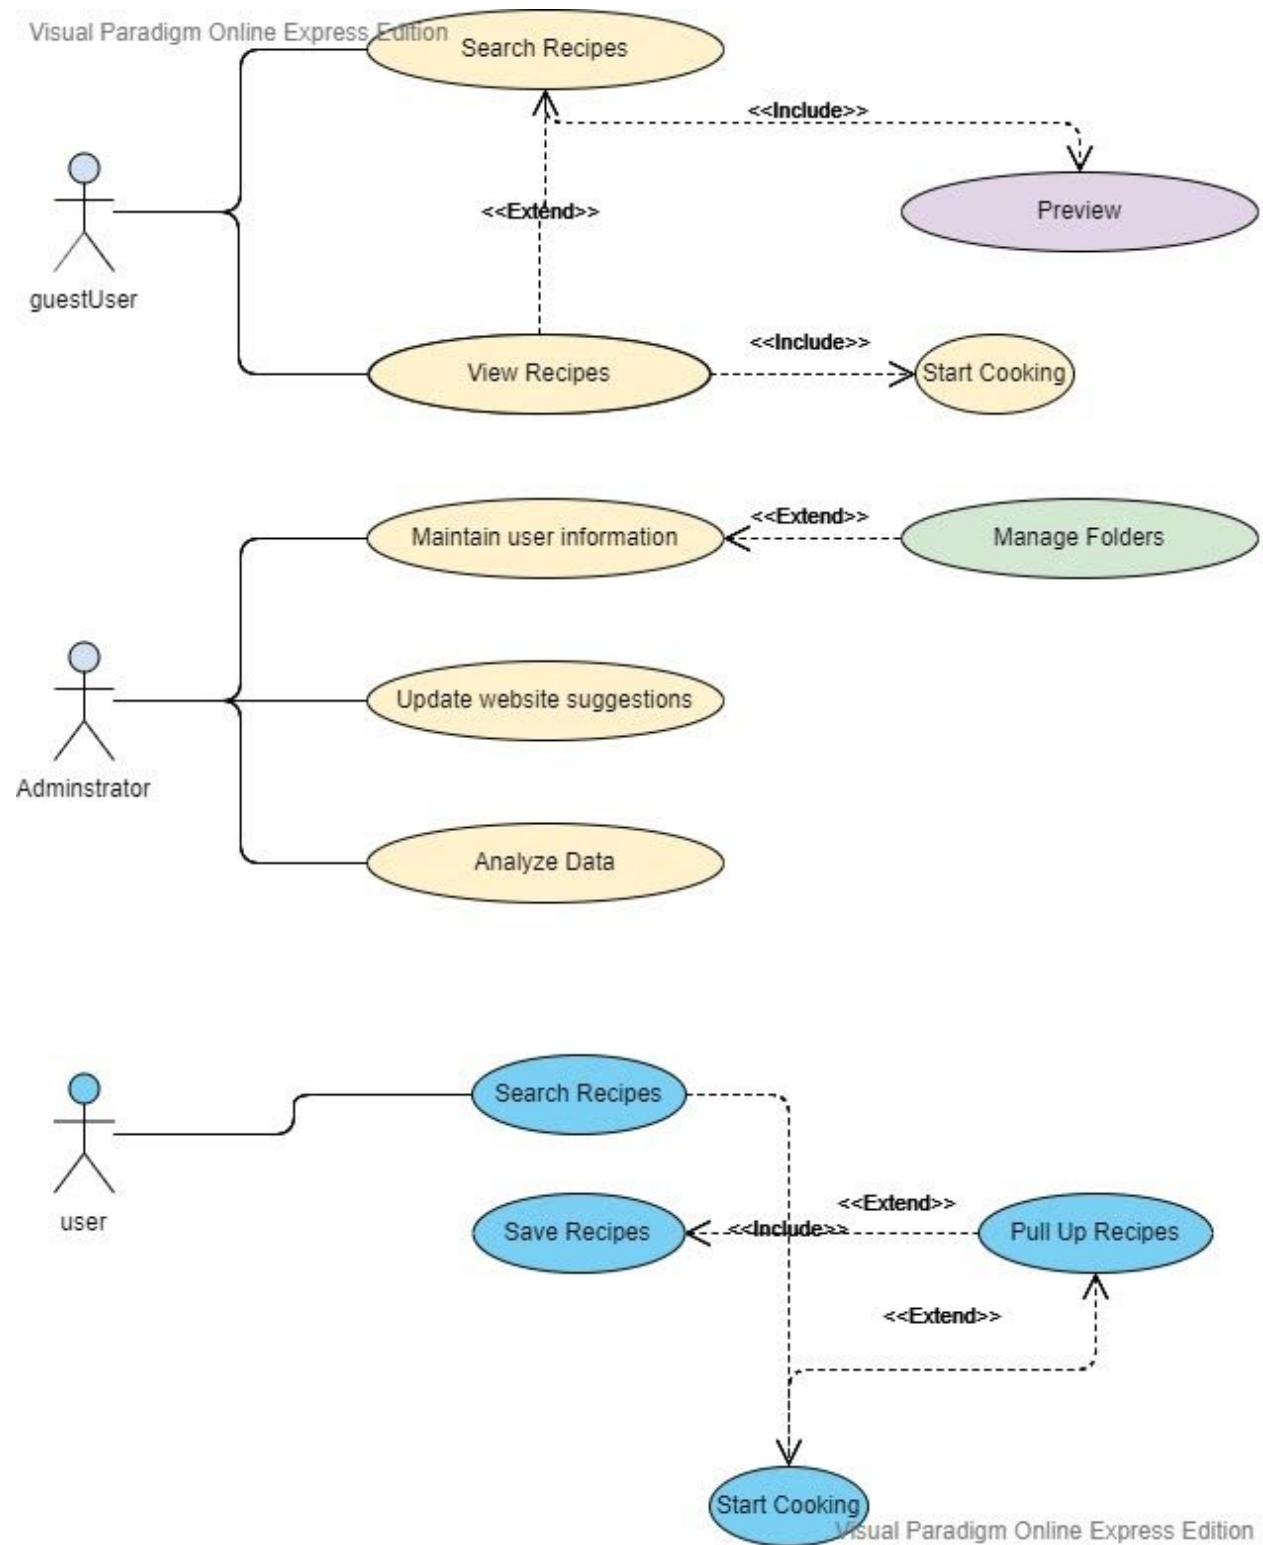 Visual Paradigm Online Express Edition
Search Recipes
<<Include>>
Preview
<<Extend>>
guestUser
<<Include>>
View Recipes
Start Cooking
<<Extend>>
Maintain user information
Manage Folders
Update website suggestions
Adminstrator
Analyze Data
Search Recipes
user
<<Extend>>
Save Recipes
<<Include>>
Pull Up Recipes
<<Extend>>
Start Cooking
Visual Paradigm Online Express Edition